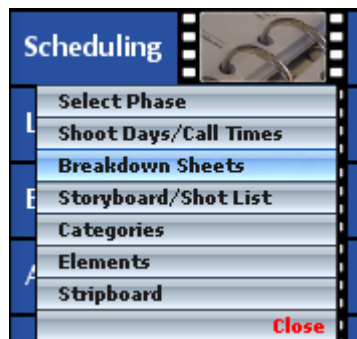 Scheduling
Select Phase
L
Shoot Days/Call Times
Breakdown Sheets
Storyboard/Shot List
Categories
Elements
Stripboard
Close